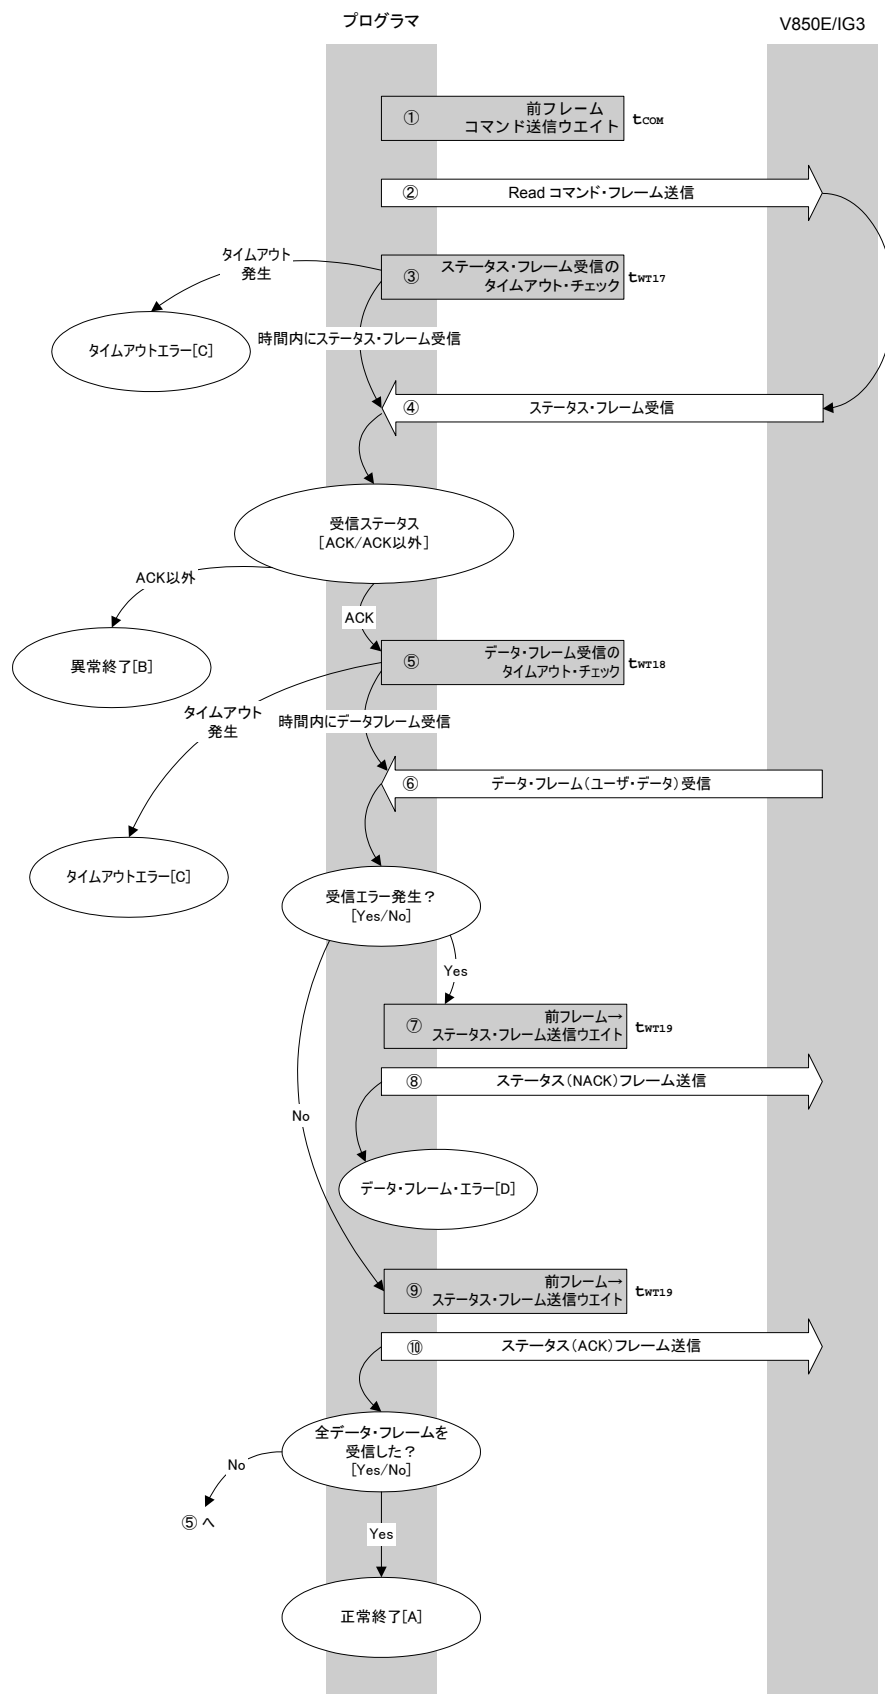 プログラマ
V850E/IG3
① 前フレーム
コマンド送信ウエイト
tCOM
② Read コマンド・フレーム送信
タイムアウト
発生
③ ステータス・フレーム受信の
タイムアウト・チェック
tWT17
タイムアウトエラー[C]
時間内にステータス・フレーム受信
④ ステータス・フレーム受信
受信ステータス
[ACK/ACK以外]
ACK以外
ACK
異常終了[B]
⑤ データ・フレーム受信の
タイムアウト・チェック
tWT18
タイムアウト
発生
時間内にデータフレーム受信
⑥ データ・フレーム(ユーザ・データ)受信
タイムアウトエラー[C]
受信エラー発生？
[Yes/No]
Yes
⑦ 前フレーム→
ステータス・フレーム送信ウエイト
tWT19
⑧ ステータス(NACK)フレーム送信
No
データ・フレーム・エラー[D]
⑨ 前フレーム→
ステータス・フレーム送信ウエイト
tWT19
⑩ ステータス(ACK)フレーム送信
全データ・フレームを
受信した？
[Yes/No]
No
⑤ へ
Yes
正常終了[A]